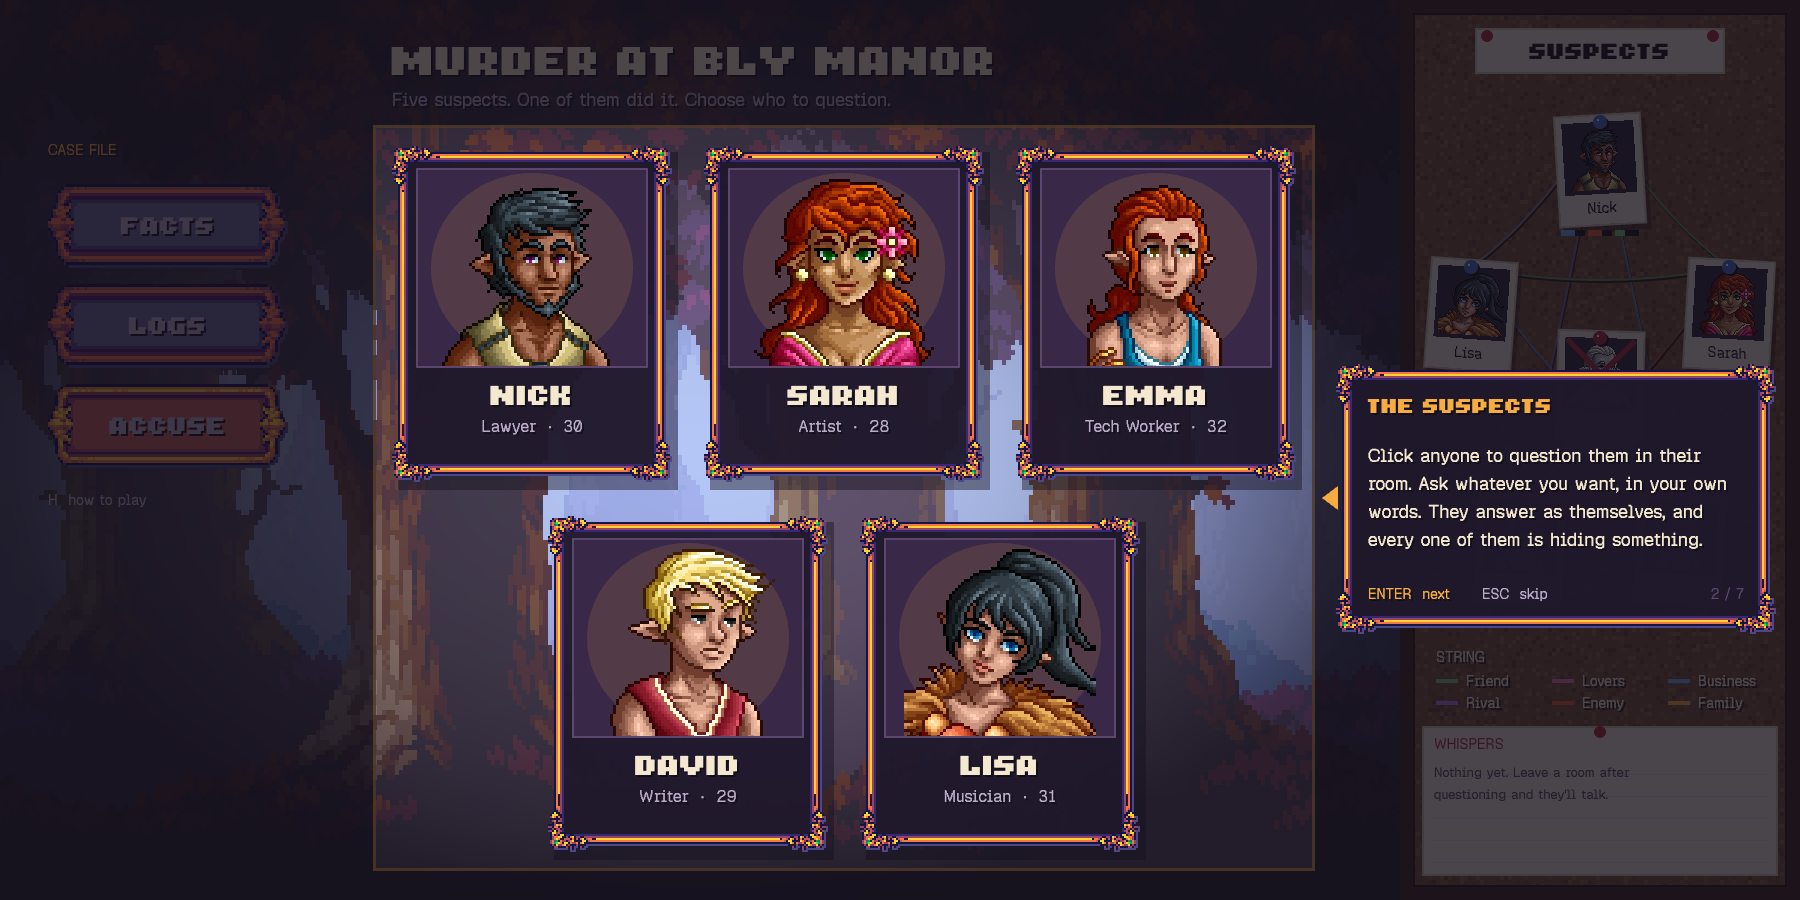 MURDER AT BLY MANOR
Five suspects. One of them did it. Choose who to question.
CASE FILE
FACTS
LOGS
ACCUSE
H how to play
NICK
Lawyer · 30
SARAH
Artist · 28
EMMA
Tech Worker · 32
DAVID
Writer · 29
LISA
Musician · 31
SUSPECTS
Nick
Lisa
Sarah
THE SUSPECTS
Click anyone to question them in their
room. Ask whatever you want, in your own
words. They answer as themselves, and
every one of them is hiding something.
ENTER next ESC skip 2 / 7
STRING
Friend Lovers Business
Rival Enemy Family
WHISPERS
Nothing yet. Leave a room after
questioning and they'll talk.